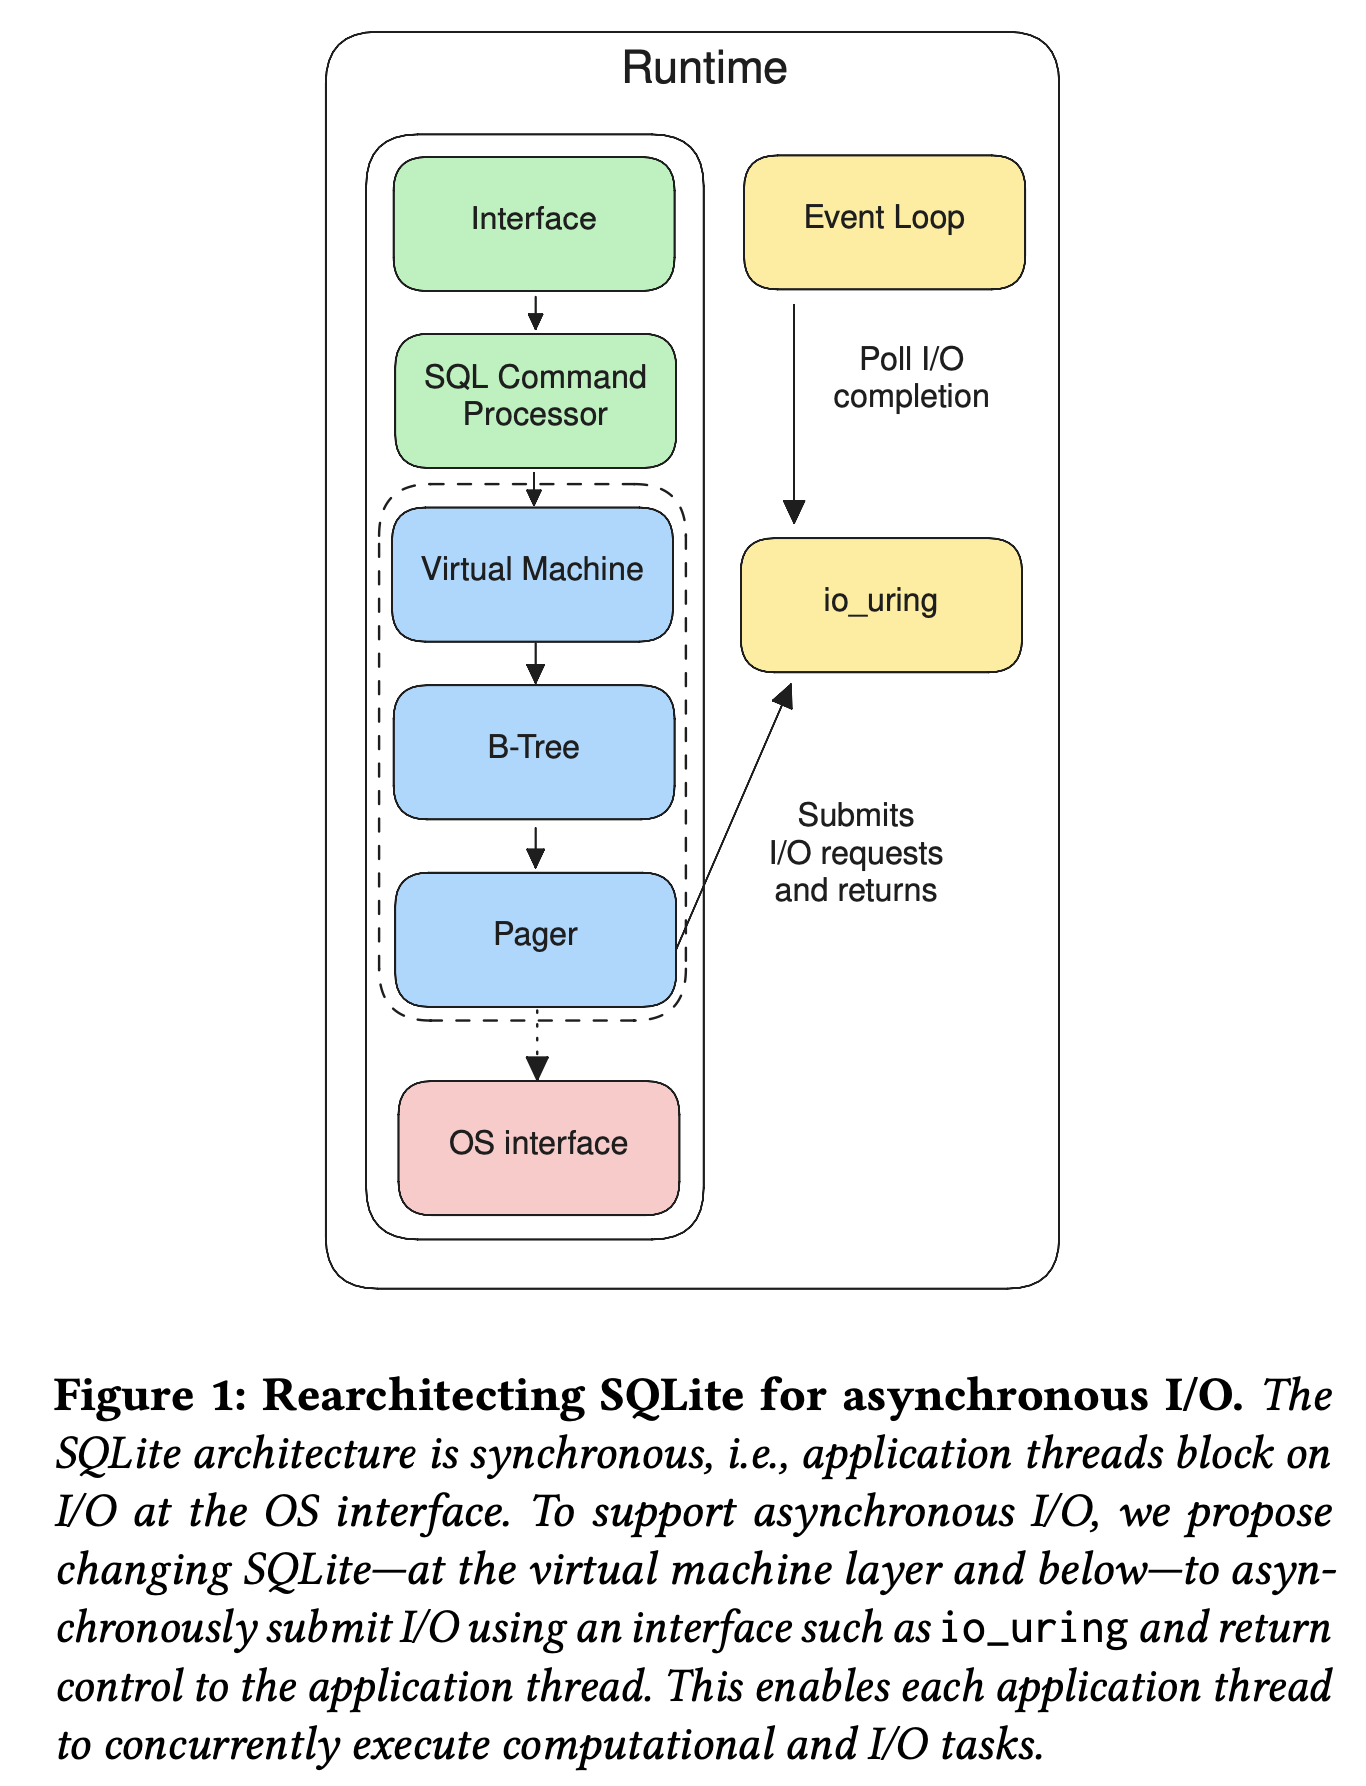 Runtime
Interface
SQL Command
Processor
Virtual Machine
B-Tree
Pager
OS interface
Event Loop
Poll I/O
completion
io_uring
Submits
I/O requests
and returns
Figure 1: Rearchitecting SQLite for asynchronous I/O. The
SQLite architecture is synchronous, i.e., application threads block on
I/O at the OS interface. To support asynchronous I/O, we propose
changing SQLite—at the virtual machine layer and below—to asyn-
chronously submit I/O using an interface such as io_uring and return
control to the application thread. This enables each application thread
to concurrently execute computational and I/O tasks.